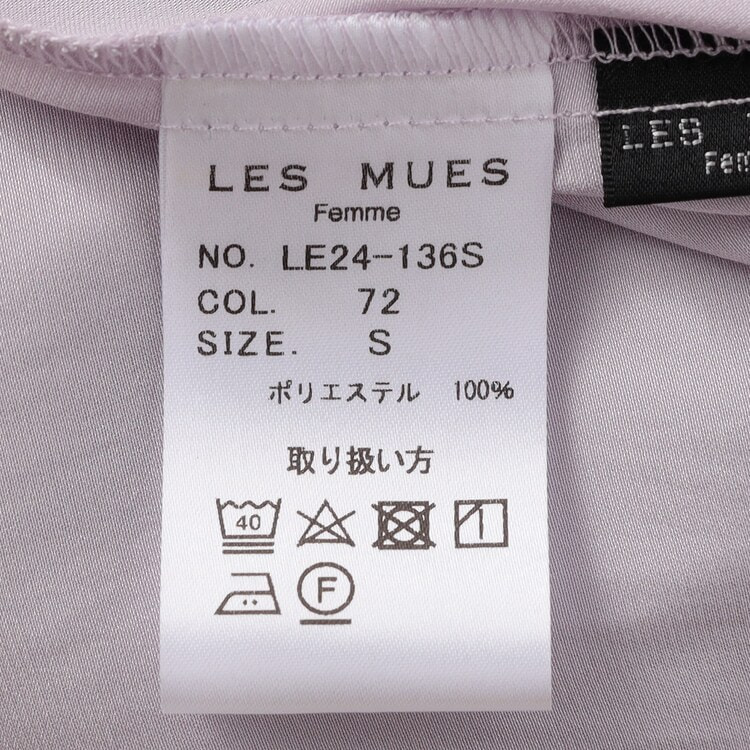 LES MUES
Femme
NO. LE24-136S
COL. 72
SIZE. S
ポリエステル 100%
取り扱い方
40
F
LES